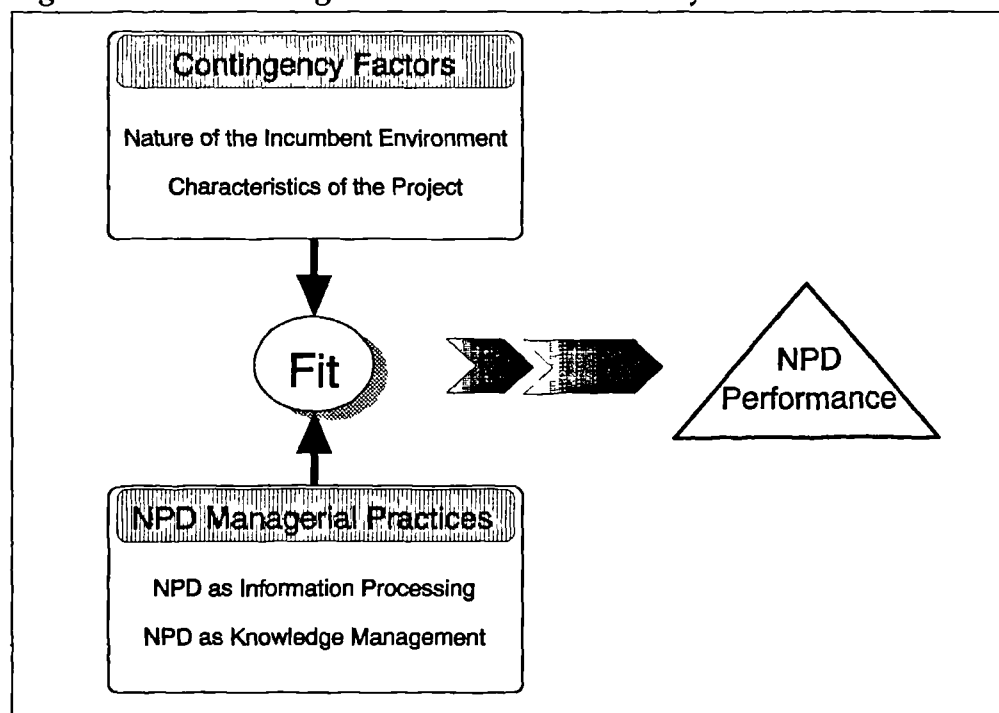 Contingency Factors
Nature of the Incumbent Environment
Characteristics of the Project
Fit
NPD
Performance
NPD Managerial Practices
NPD as Information Processing
NPD as Knowledge Management